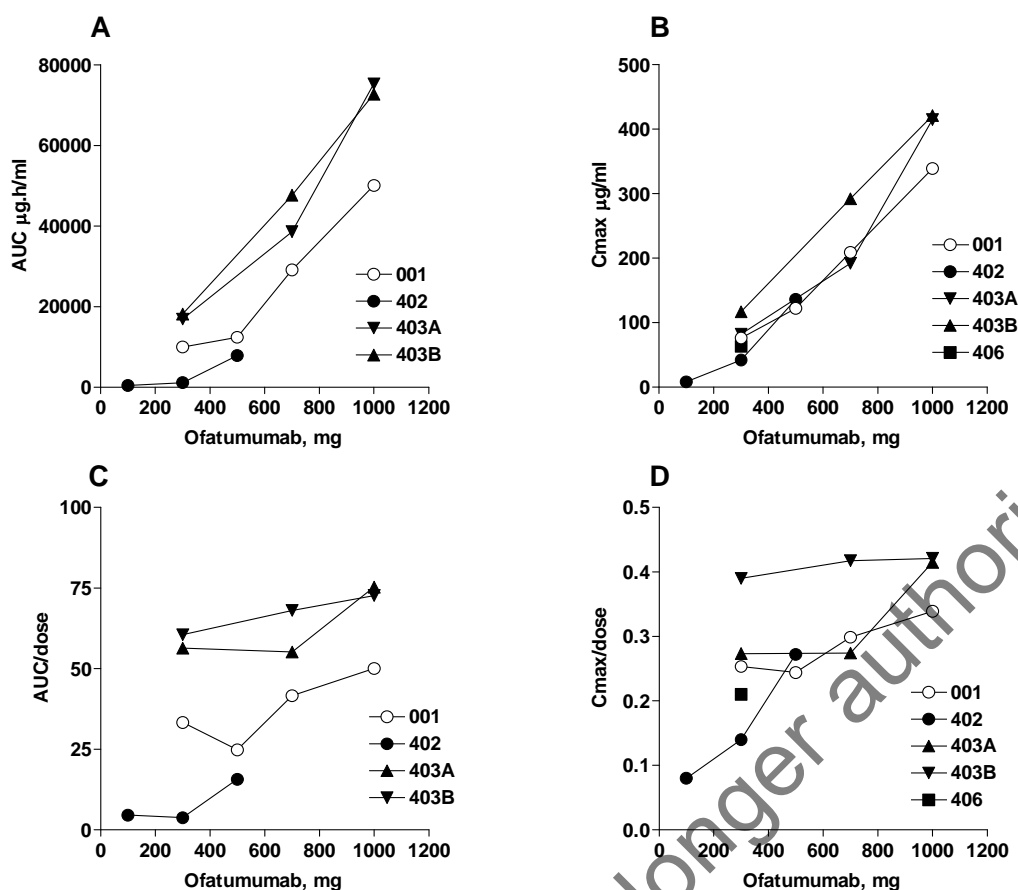 A
AUC µg.h/ml
80000
60000
40000
20000
0
0 200 400 600 800 1000 1200
Ofatumumab, mg
001
402
403A
403B
B
Cmax µg/ml
500
400
300
200
100
0
0 200 400 600 800 1000 1200
Ofatumumab, mg
001
402
403A
403B
406
C
AUC/dose
100
75
50
25
0
0 200 400 600 800 1000 1200
Ofatumumab, mg
001
402
403A
403B
D
Cmax/dose
0.5
0.4
0.3
0.2
0.1
0.0
0 200 400 600 800 1000 1200
Ofatumumab, mg
001
402
403A
403B
406
longer authori